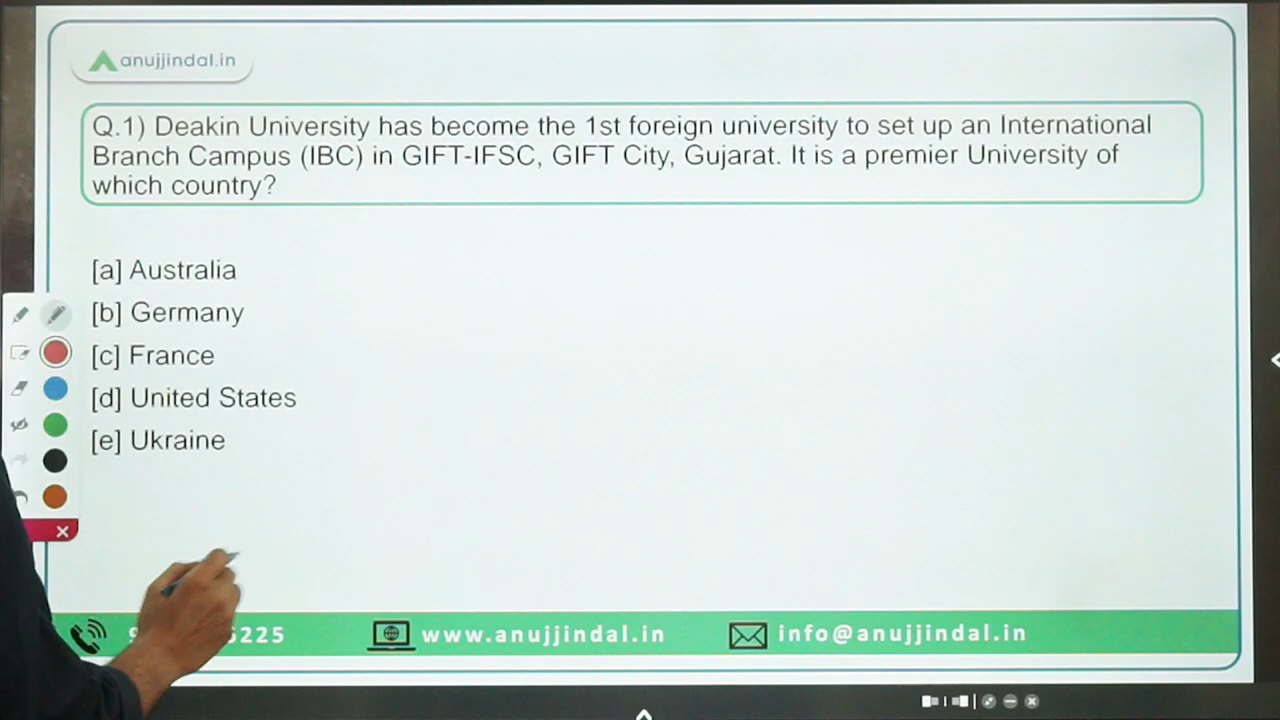 anujjindal.in
Q.1) Deakin University has become the 1st foreign university to set up an International
Branch Campus (IBC) in GIFT-IFSC, GIFT City, Gujarat. It is a premier University of
which country?
[a] Australia
[b] Germany
[c] France
[d] United States
[e] Ukraine
5225
www.anujjindal.in
info@anujjindal.in